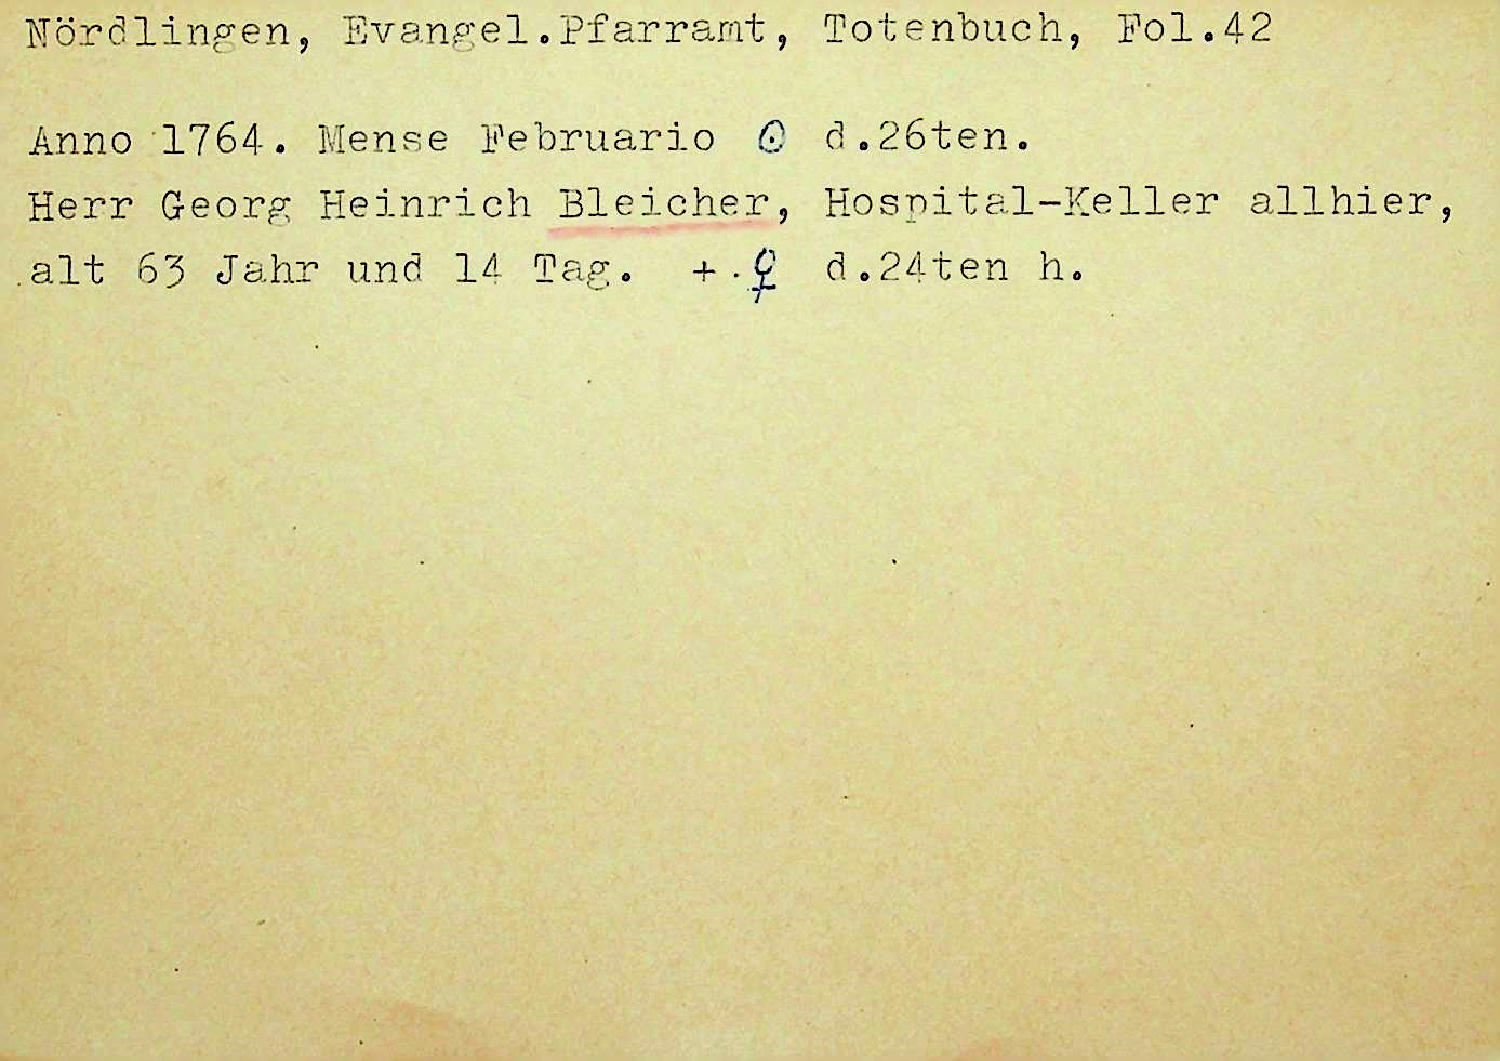 Nördlingen, Evangel.Pfarramt, Totenbuch, Fol.42
Anno 1764. Mense Februario ☉ d.26ten.
Herr Georg Heinrich Bleicher, Hospital-Keller allhier,
alt 63 Jahr und 14 Tag. +.♀ d.24ten h.